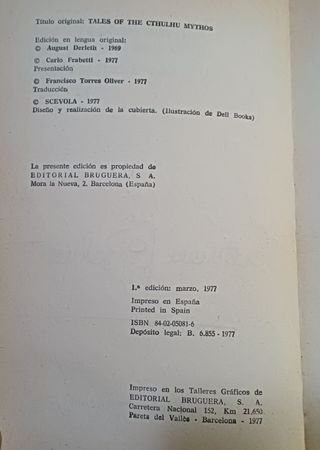 Título original: TALES OF THE CTHULHU MYTHOS
Edición en lengua original:
© August Derleth - 1969
© Carlo Frabetti - 1977
Presentación
© Francisco Torres Oliver - 1977
Traducción
© SCEVOLA - 1977
Diseño y realización de la cubierta. (Ilustración de Dell Books)
La presente edición es propiedad de
EDITORIAL BRUGUERA, S. A.
Mora la Nueva, 2. Barcelona (España)
1.ª edición: marzo, 1977
Impreso en España
Printed in Spain
ISBN 84-02-05081-6
Depósito legal: B. 6.855 - 1977
Impreso en los Talleres Gráficos de
EDITORIAL BRUGUERA, S. A.
Carretera Nacional 152, Km 21,650
Parets del Vallès - Barcelona - 1977